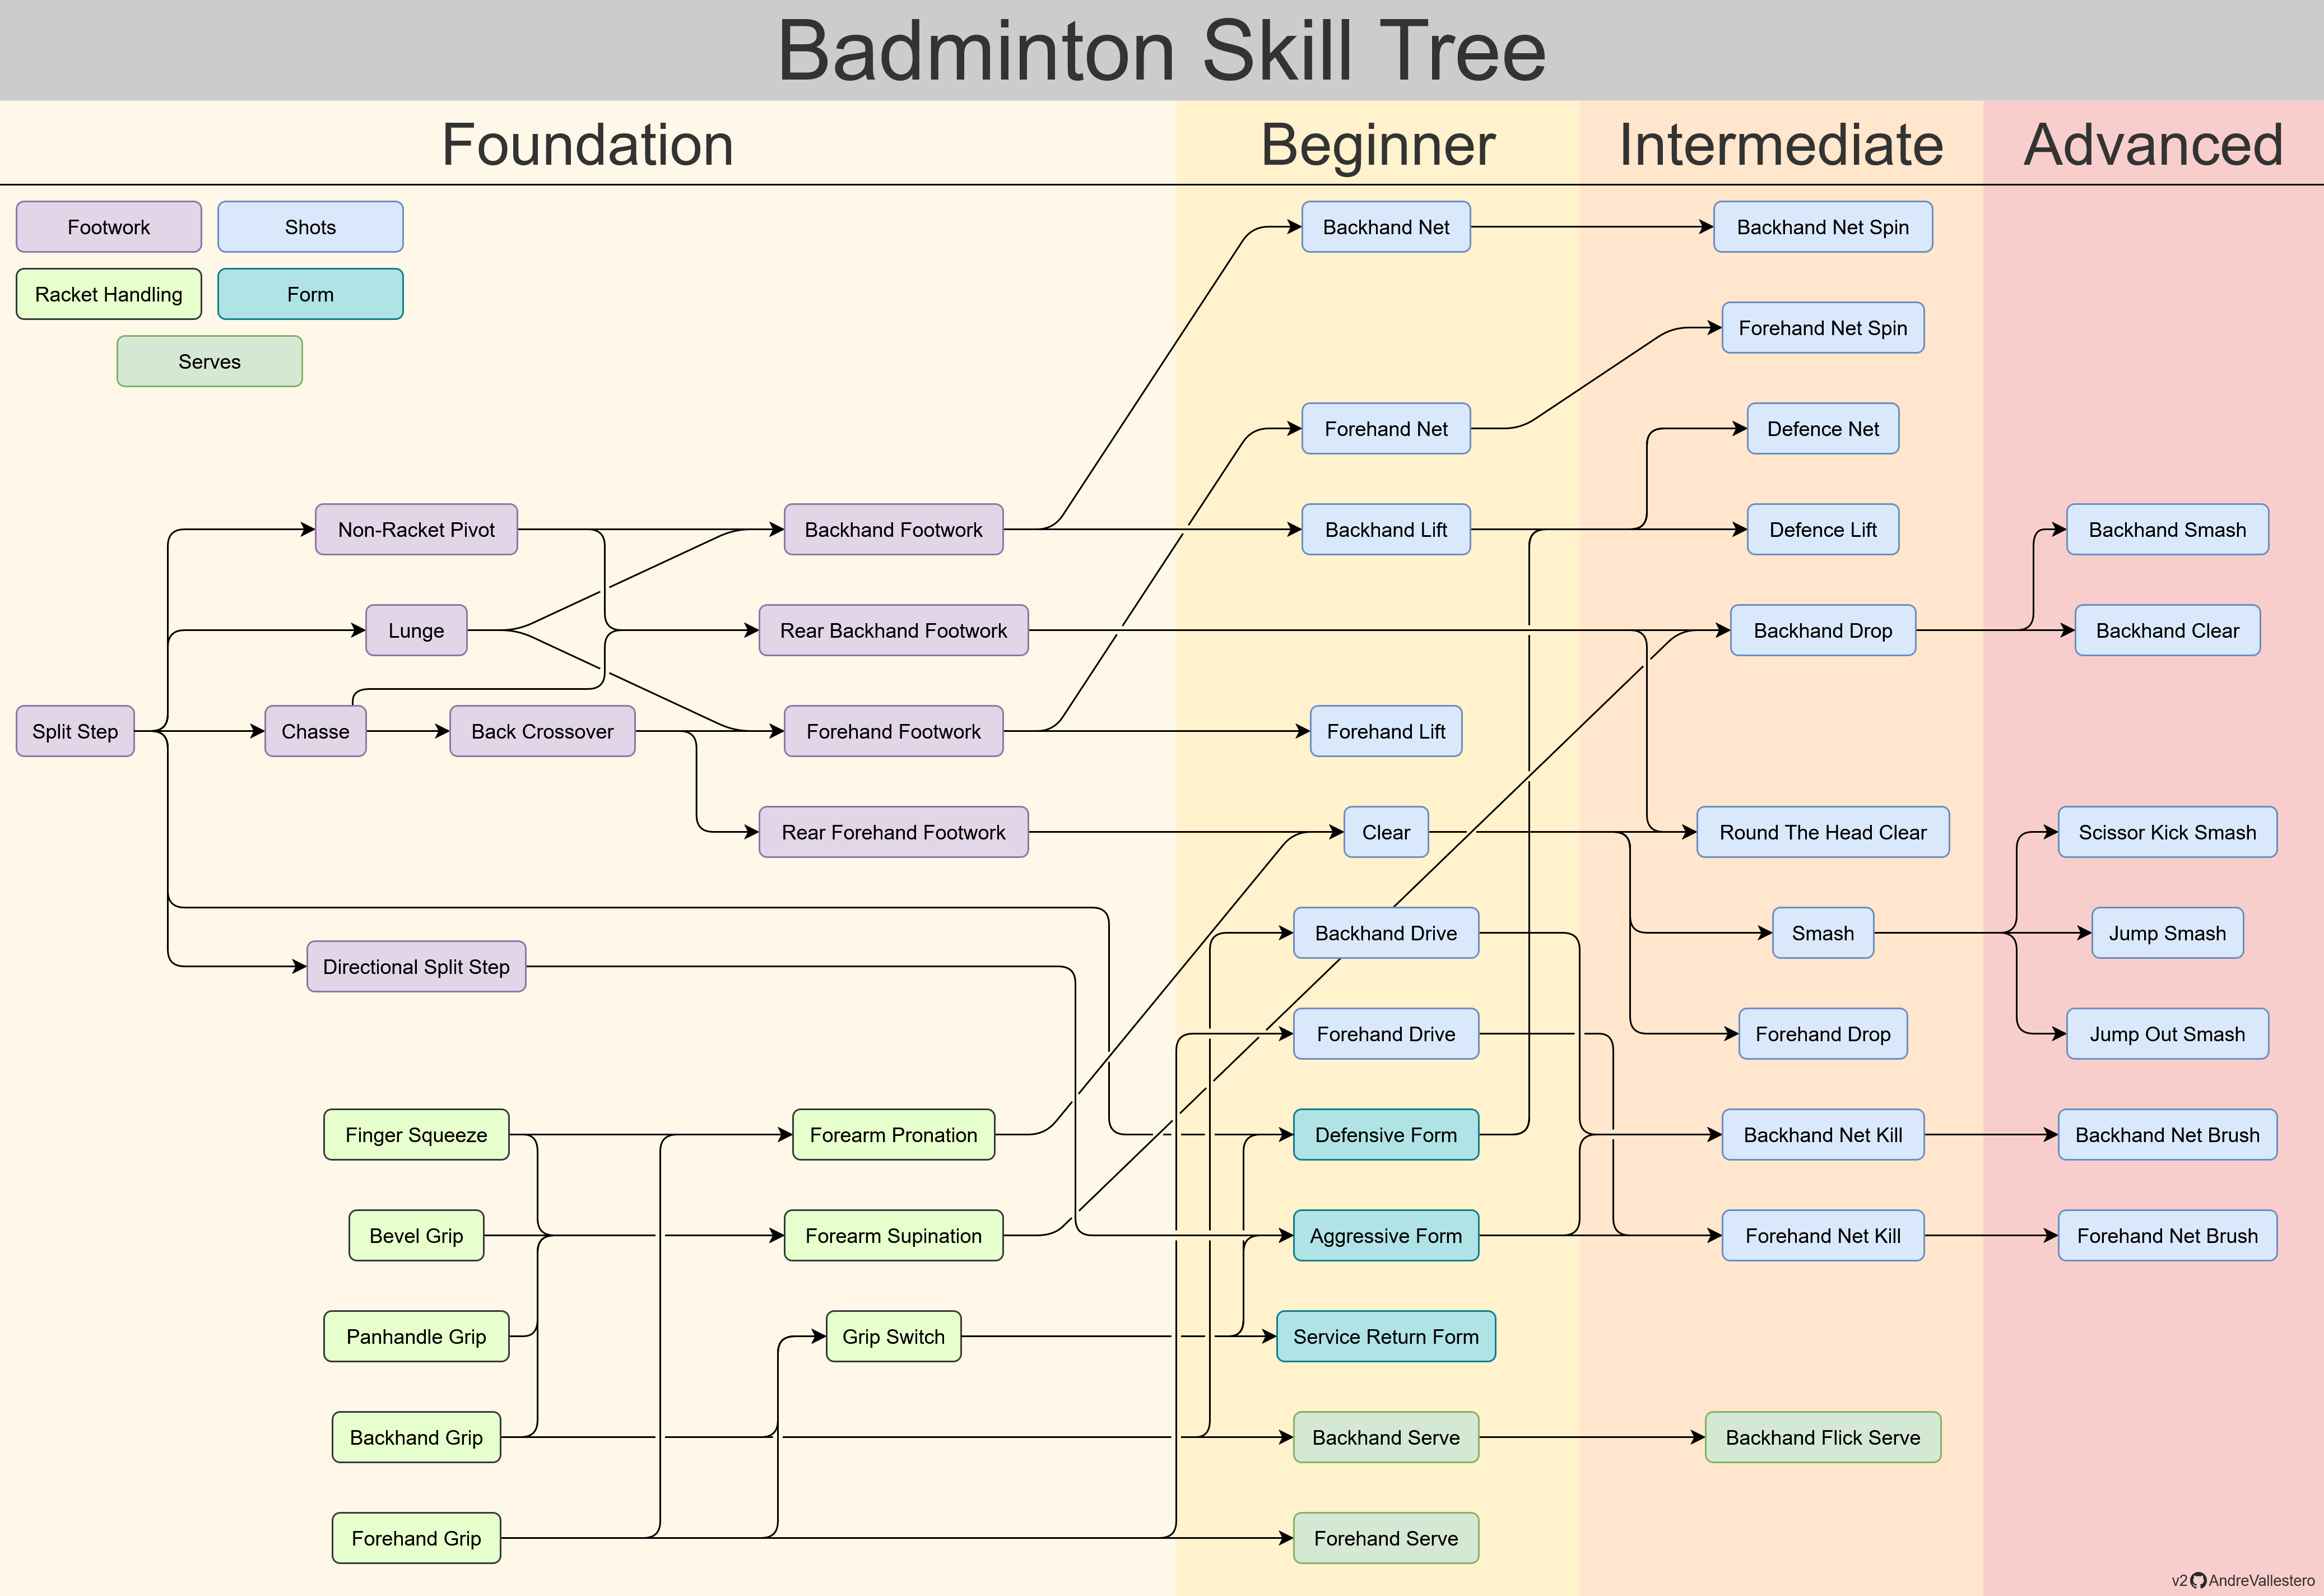 Badminton Skill Tree
Foundation
Beginner
Intermediate
Advanced
Footwork
Shots
Racket Handling
Form
Serves
Backhand Net
Backhand Net Spin
Forehand Net Spin
Forehand Net
Defence Net
Non-Racket Pivot
Backhand Footwork
Backhand Lift
Defence Lift
Backhand Smash
Lunge
Rear Backhand Footwork
Backhand Drop
Backhand Clear
Split Step
Chasse
Back Crossover
Forehand Footwork
Forehand Lift
Rear Forehand Footwork
Clear
Round The Head Clear
Scissor Kick Smash
Backhand Drive
Smash
Jump Smash
Directional Split Step
Forehand Drive
Forehand Drop
Jump Out Smash
Finger Squeeze
Forearm Pronation
Defensive Form
Backhand Net Kill
Backhand Net Brush
Bevel Grip
Forearm Supination
Aggressive Form
Forehand Net Kill
Forehand Net Brush
Panhandle Grip
Grip Switch
Service Return Form
Backhand Grip
Backhand Serve
Backhand Flick Serve
Forehand Grip
Forehand Serve
v2 AndreVallestero